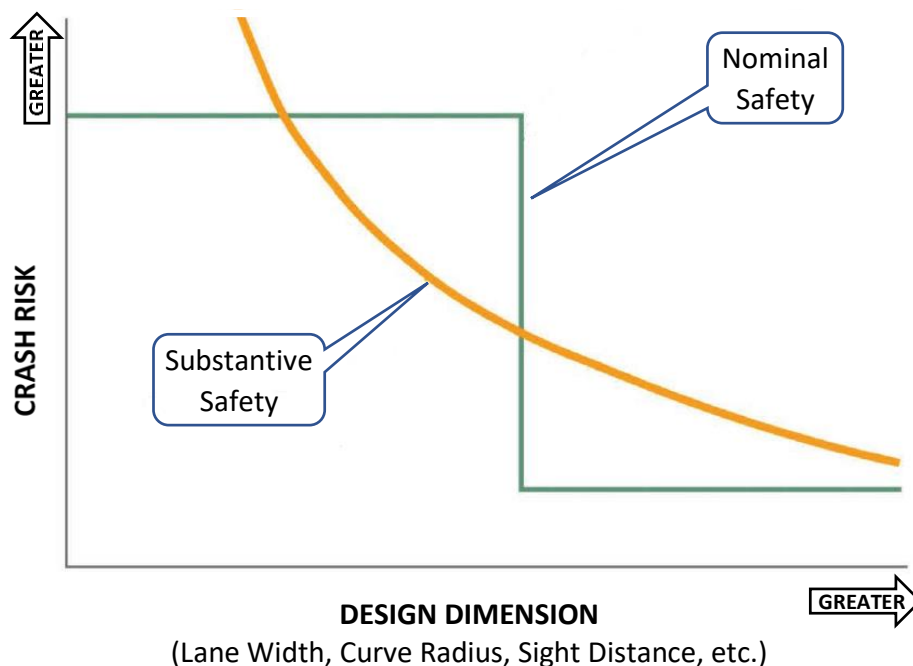 GREATER
Nominal
Safety
CRASH RISK
Substantive
Safety
GREATER
DESIGN DIMENSION
(Lane Width, Curve Radius, Sight Distance, etc.)